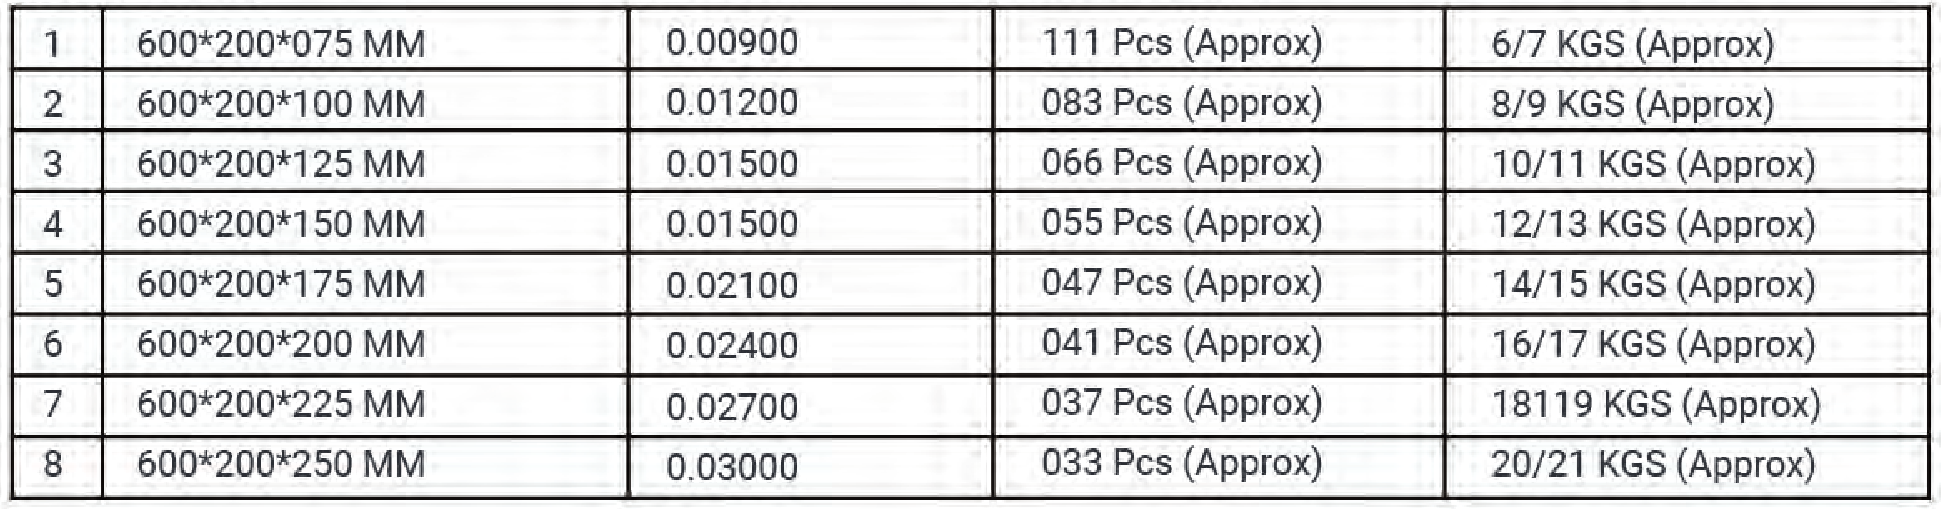 1 600*200*075 MM 0.00900 111 Pcs (Approx) 6/7 KGS (Approx)
2 600*200*100 MM 0.01200 083 Pcs (Approx) 8/9 KGS (Approx)
3 600*200*125 MM 0.01500 066 Pcs (Approx) 10/11 KGS (Approx)
4 600*200*150 MM 0.01500 055 Pcs (Approx) 12/13 KGS (Approx)
5 600*200*175 MM 0.02100 047 Pcs (Approx) 14/15 KGS (Approx)
6 600*200*200 MM 0.02400 041 Pcs (Approx) 16/17 KGS (Approx)
7 600*200*225 MM 0.02700 037 Pcs (Approx) 18119 KGS (Approx)
8 600*200*250 MM 0.03000 033 Pcs (Approx) 20/21 KGS (Approx)